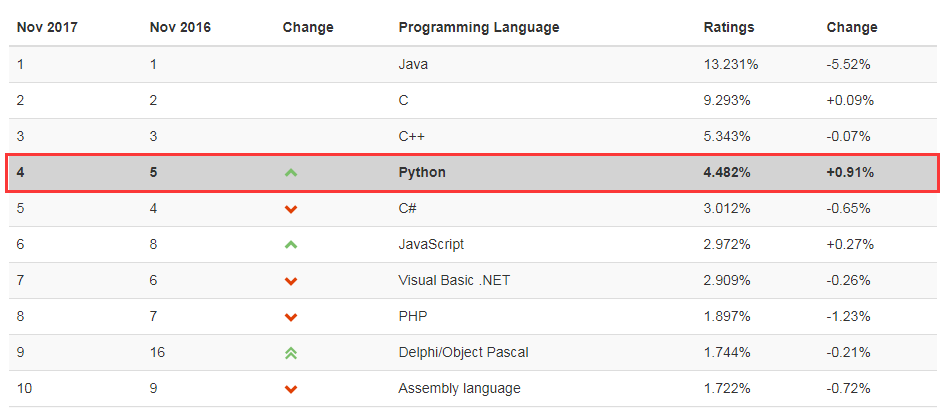 Nov 2017 Nov 2016 Change Programming Language Ratings Change
1 1 Java 13.231% -5.52%
2 2 C 9.293% +0.09%
3 3 C++ 5.343% -0.07%
4 5 Python 4.482% +0.91%
5 4 C# 3.012% -0.65%
6 8 JavaScript 2.972% +0.27%
7 6 Visual Basic .NET 2.909% -0.26%
8 7 PHP 1.897% -1.23%
9 16 Delphi/Object Pascal 1.744% -0.21%
10 9 Assembly language 1.722% -0.72%